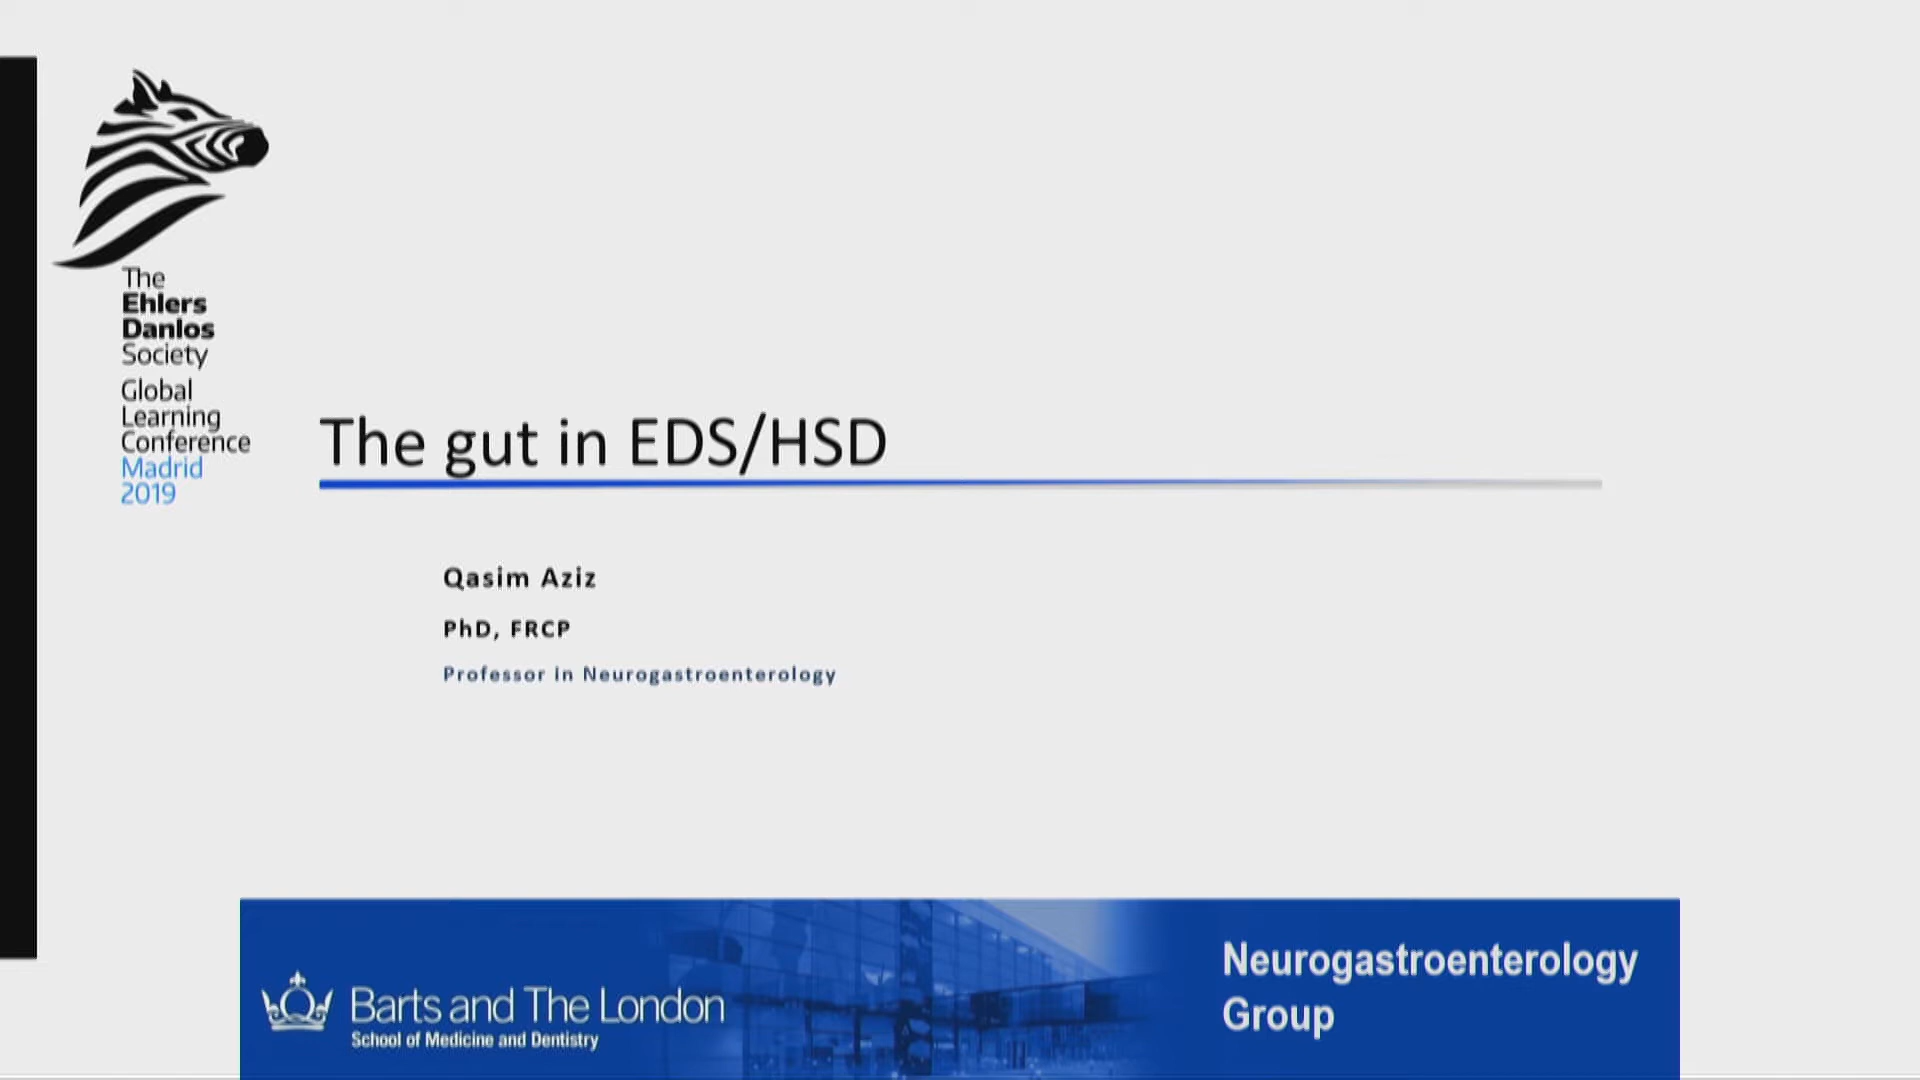 The
Ehlers
Danlos
Society
Global
Learning
Conference
Madrid
2019
The gut in EDS/HSD
Qasim Aziz
PhD, FRCP
Professor in Neurogastroenterology
Barts and The London
School of Medicine and Dentistry
Neurogastroenterology
Group